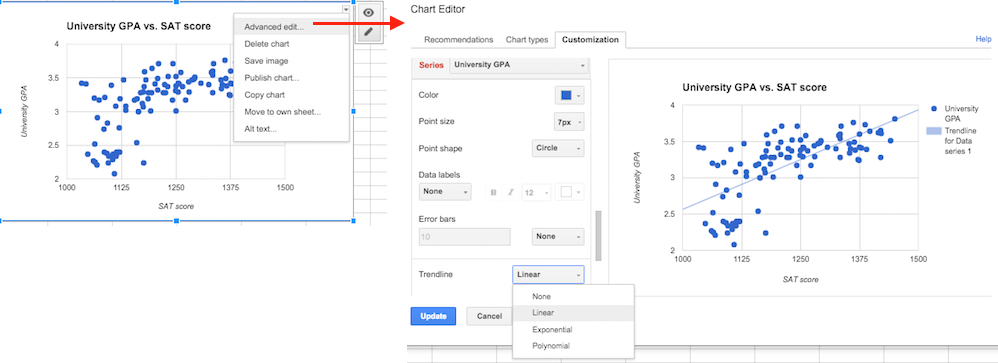 University GPA vs. SAT score
4
3.5
3
2.5
2
1000
1125
1250
1375
1500
University GPA
SAT score
Advanced edit...
Delete chart
Save image
Publish chart...
Copy chart
Move to own sheet...
Alt text...
Chart Editor
Recommendations
Chart types
Customization
Help
Series
University GPA
Color
Point size
7px
Point shape
Circle
Data labels
None
B
I
12
Error bars
10
None
Trendline
Linear
None
Linear
Exponential
Polynomial
Update
Cancel
University GPA vs. SAT score
4
3.5
3
2.5
2
1000
1125
1250
1375
1500
University GPA
SAT score
University
GPA
Trendline
for Data
series 1